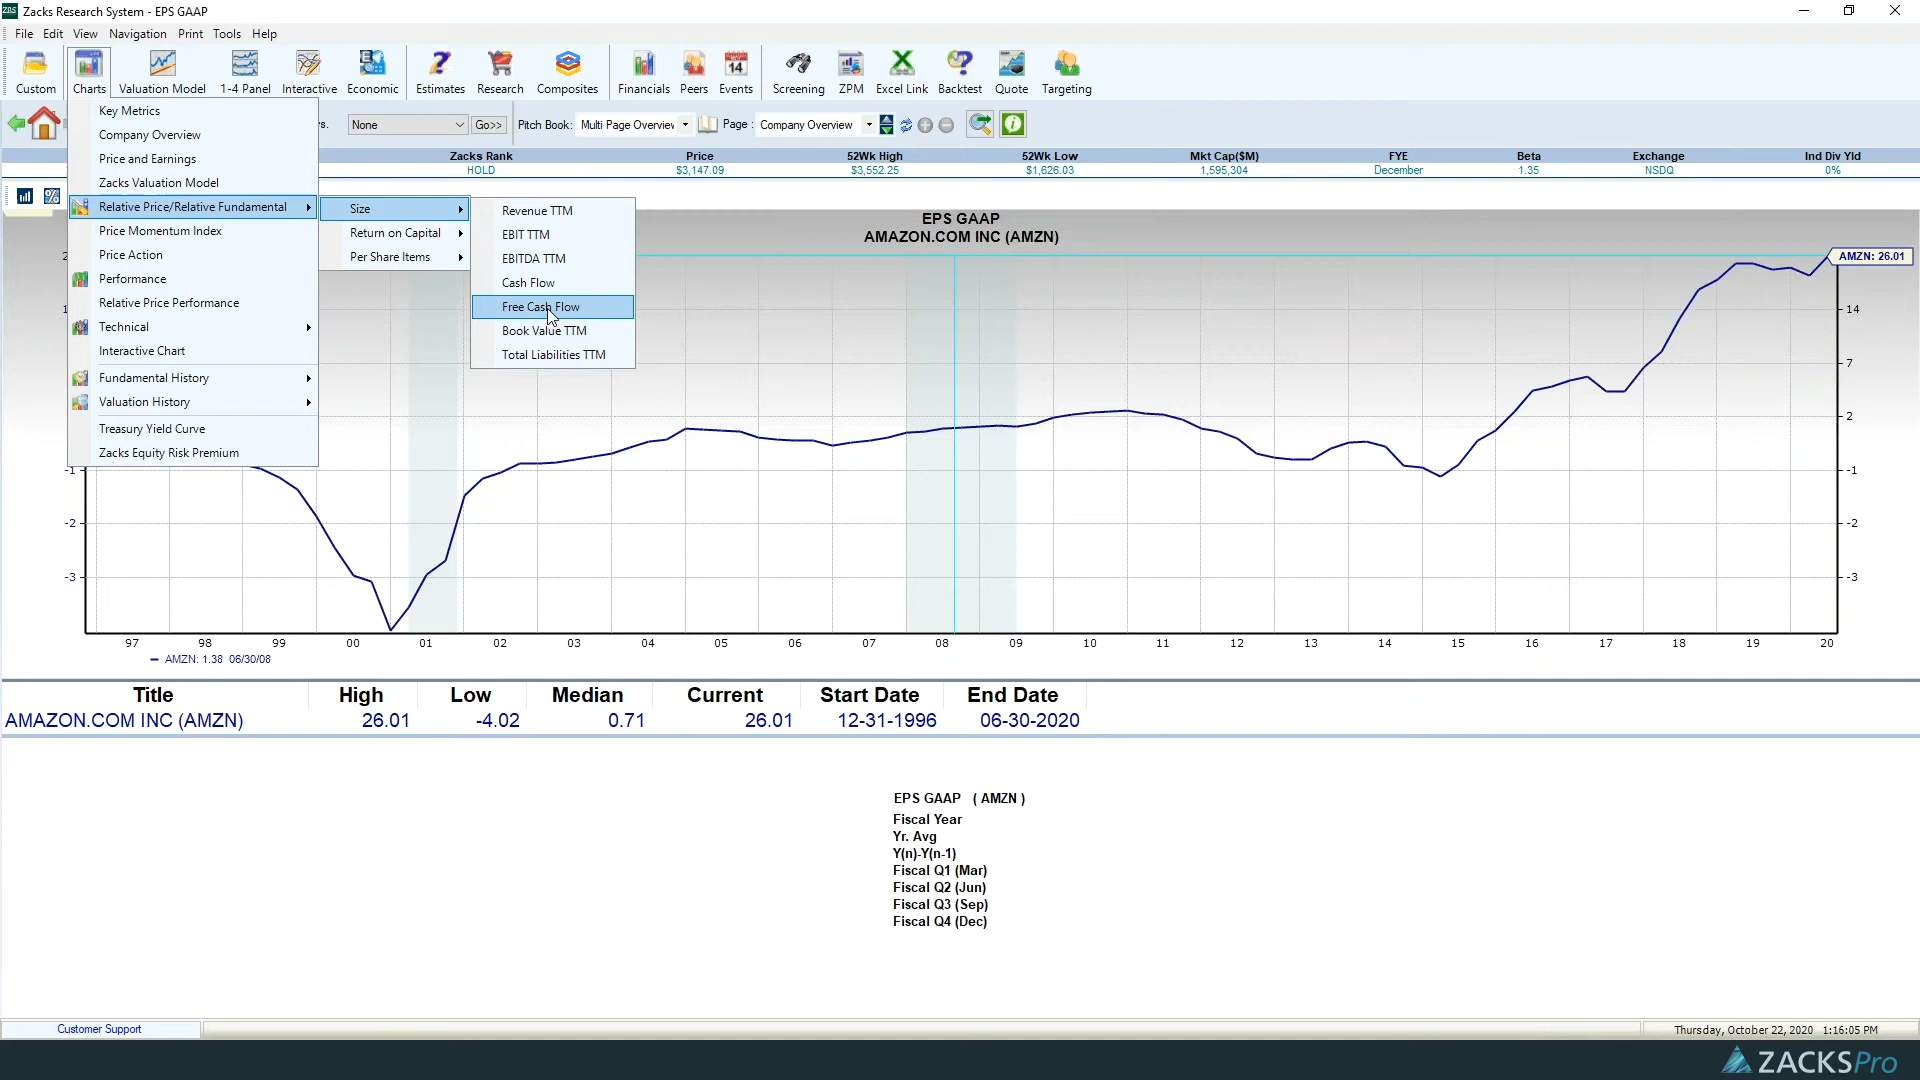 Zacks Research System - EPS GAAP
File Edit View Navigation Print Tools Help
Custom Charts Valuation Model 1-4 Panel Interactive Economic Estimates Research Composites Financials Peers Events Screening ZPM Excel Link Backtest Quote Targeting
vs. None Go>> Pitch Book: Multi Page Overview Page : Company Overview
Zacks Rank Price 52Wk High 52Wk Low Mkt Cap($M) FYE Beta Exchange Ind Div Yld
HOLD $3,147.09 $3,552.25 $1,626.03 1,595,304 December 1.35 NSDQ 0%
Key Metrics
Company Overview
Price and Earnings
Zacks Valuation Model
Relative Price/Relative Fundamental
Price Momentum Index
Price Action
Performance
Relative Price Performance
Technical
Interactive Chart
Fundamental History
Valuation History
Treasury Yield Curve
Zacks Equity Risk Premium
Size
Return on Capital
Per Share Items
Revenue TTM
EBIT TTM
EBITDA TTM
Cash Flow
Free Cash Flow
Book Value TTM
Total Liabilities TTM
EPS GAAP
AMAZON.COM INC (AMZN)
AMZN: 26.01
14
7
2
-1 -1
-2 -2
-3 -3
97 98 99 00 01 02 03 04 05 06 07 08 09 10 11 12 13 14 15 16 17 18 19 20
AMZN: 1.38 06/30/08
Title High Low Median Current Start Date End Date
AMAZON.COM INC (AMZN) 26.01 -4.02 0.71 26.01 12-31-1996 06-30-2020
EPS GAAP ( AMZN )
Fiscal Year
Yr. Avg
Y(n)-Y(n-1)
Fiscal Q1 (Mar)
Fiscal Q2 (Jun)
Fiscal Q3 (Sep)
Fiscal Q4 (Dec)
Customer Support Thursday, October 22, 2020 1:16:05 PM
ZACKSPro